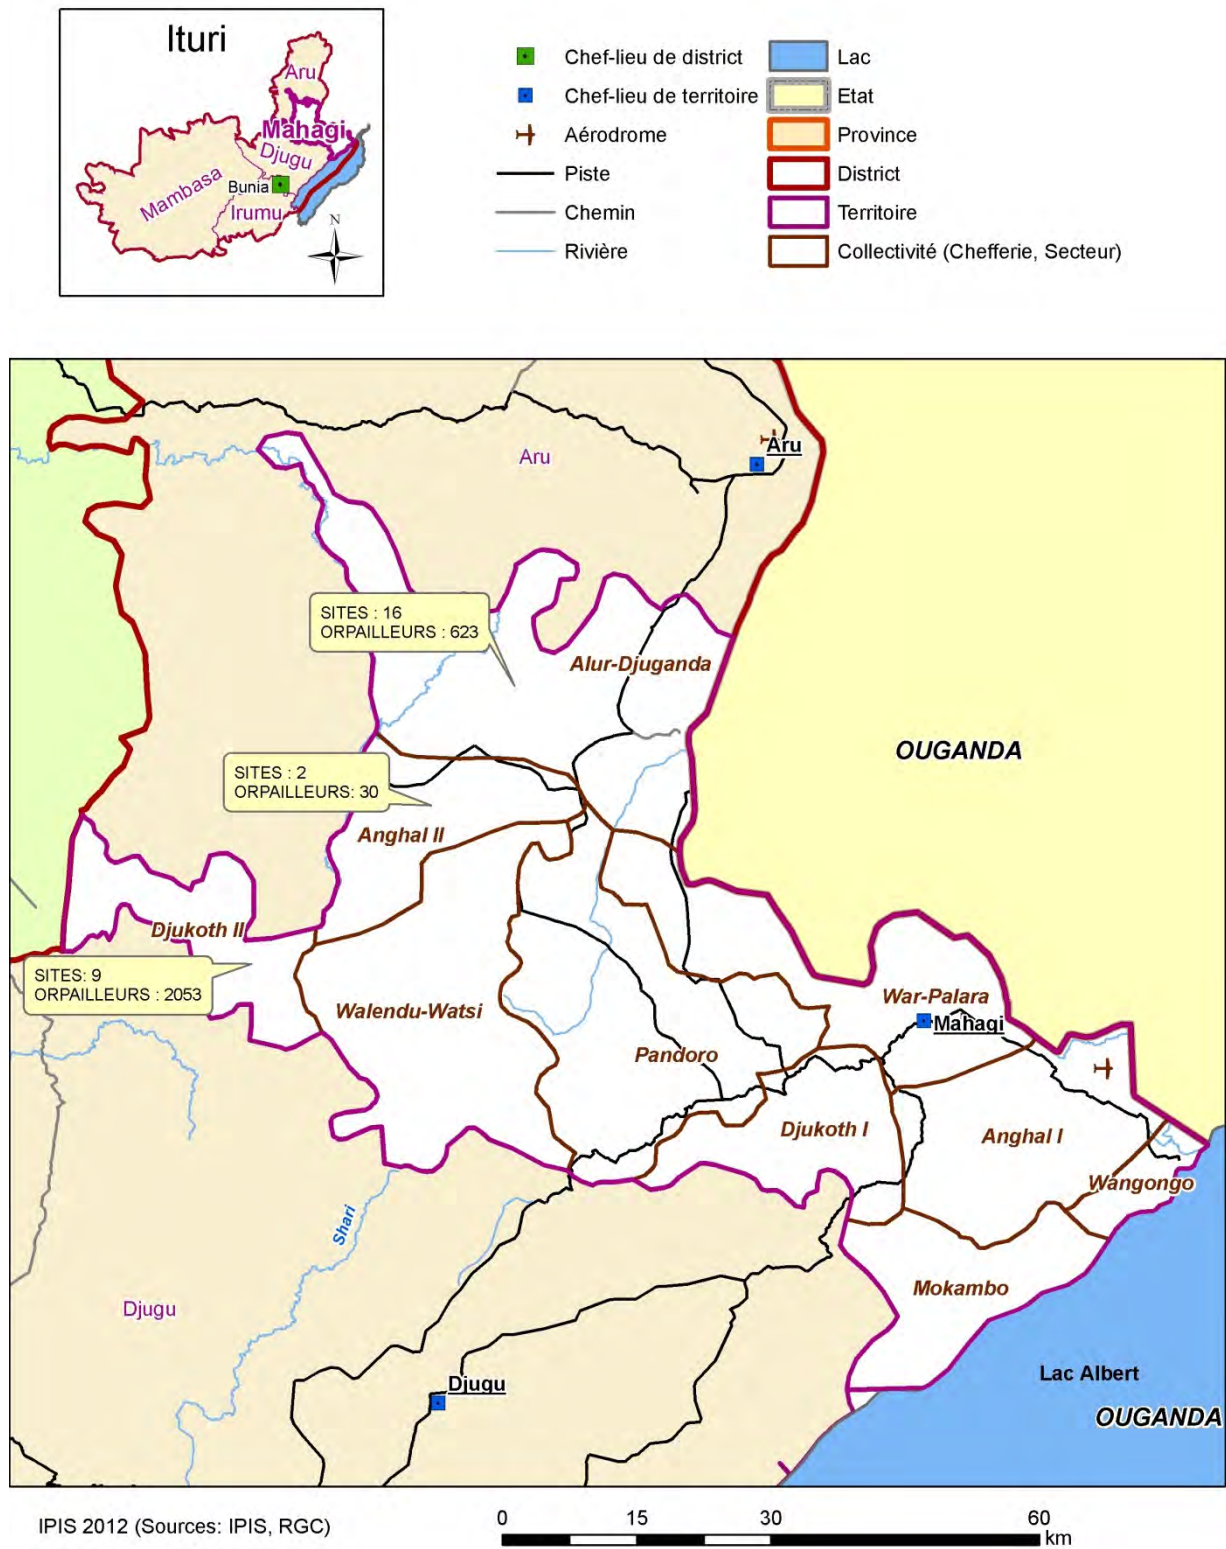 Ituri
Aru
Mahagi
Djugu
Bunia
Mambasa
Irumu
N
Chef-lieu de district
Chef-lieu de territoire
Aérodrome
Piste
Chemin
Rivière
Lac
Etat
Province
District
Territoire
Collectivité (Chefferie, Secteur)
Aru
Aru
SITES : 16
ORPAILLEURS : 623
Alur-Djuganda
OUGANDA
SITES : 2
ORPAILLEURS: 30
Anghal II
Djukoth II
SITES: 9
ORPAILLEURS : 2053
Walendu-Watsi
War-Palara
Mahagi
Pandoro
Djukoth I
Anghal I
Wangongo
Shari
Mokambo
Djugu
Lac Albert
Djugu
OUGANDA
IPIS 2012 (Sources: IPIS, RGC)
0 15 30 60
km